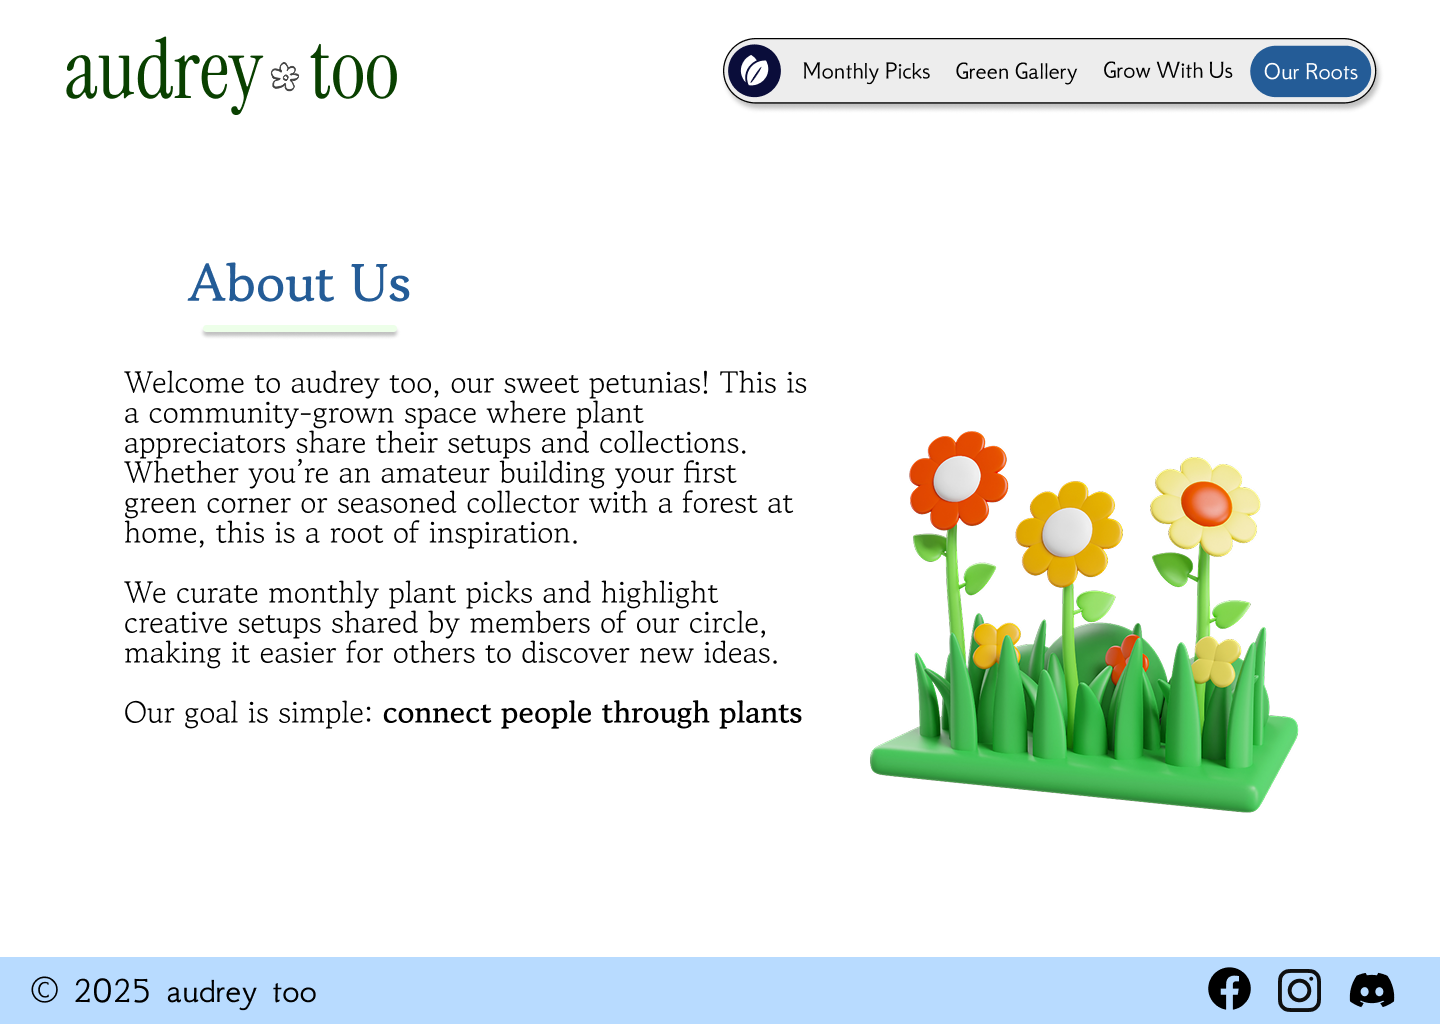 audrey too
Monthly Picks
Green Gallery
Grow With Us
Our Roots
About Us
Welcome to audrey too, our sweet petunias! This is
a community-grown space where plant
appreciators share their setups and collections.
Whether you’re an amateur building your first
green corner or seasoned collector with a forest at
home, this is a root of inspiration.
We curate monthly plant picks and highlight
creative setups shared by members of our circle,
making it easier for others to discover new ideas.
Our goal is simple: connect people through plants
© 2025 audrey too